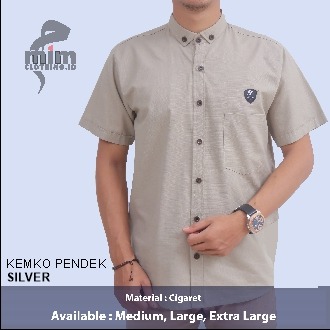 mim
CLOTHING.ID
KEMKO PENDEK
SILVER
Material : Cigaret
Available : Medium, Large, Extra Large